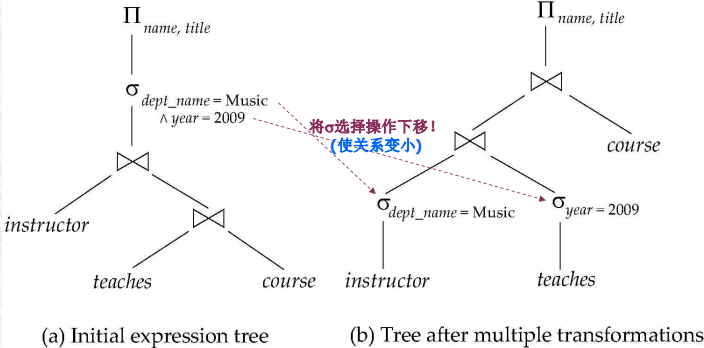 Π name, title
σ dept_name = Music
∧ year = 2009
instructor
teaches
course
(a) Initial expression tree
将σ选择操作下移!
(使关系变小)
Π name, title
course
σ dept_name = Music
σ year = 2009
instructor
teaches
(b) Tree after multiple transformations